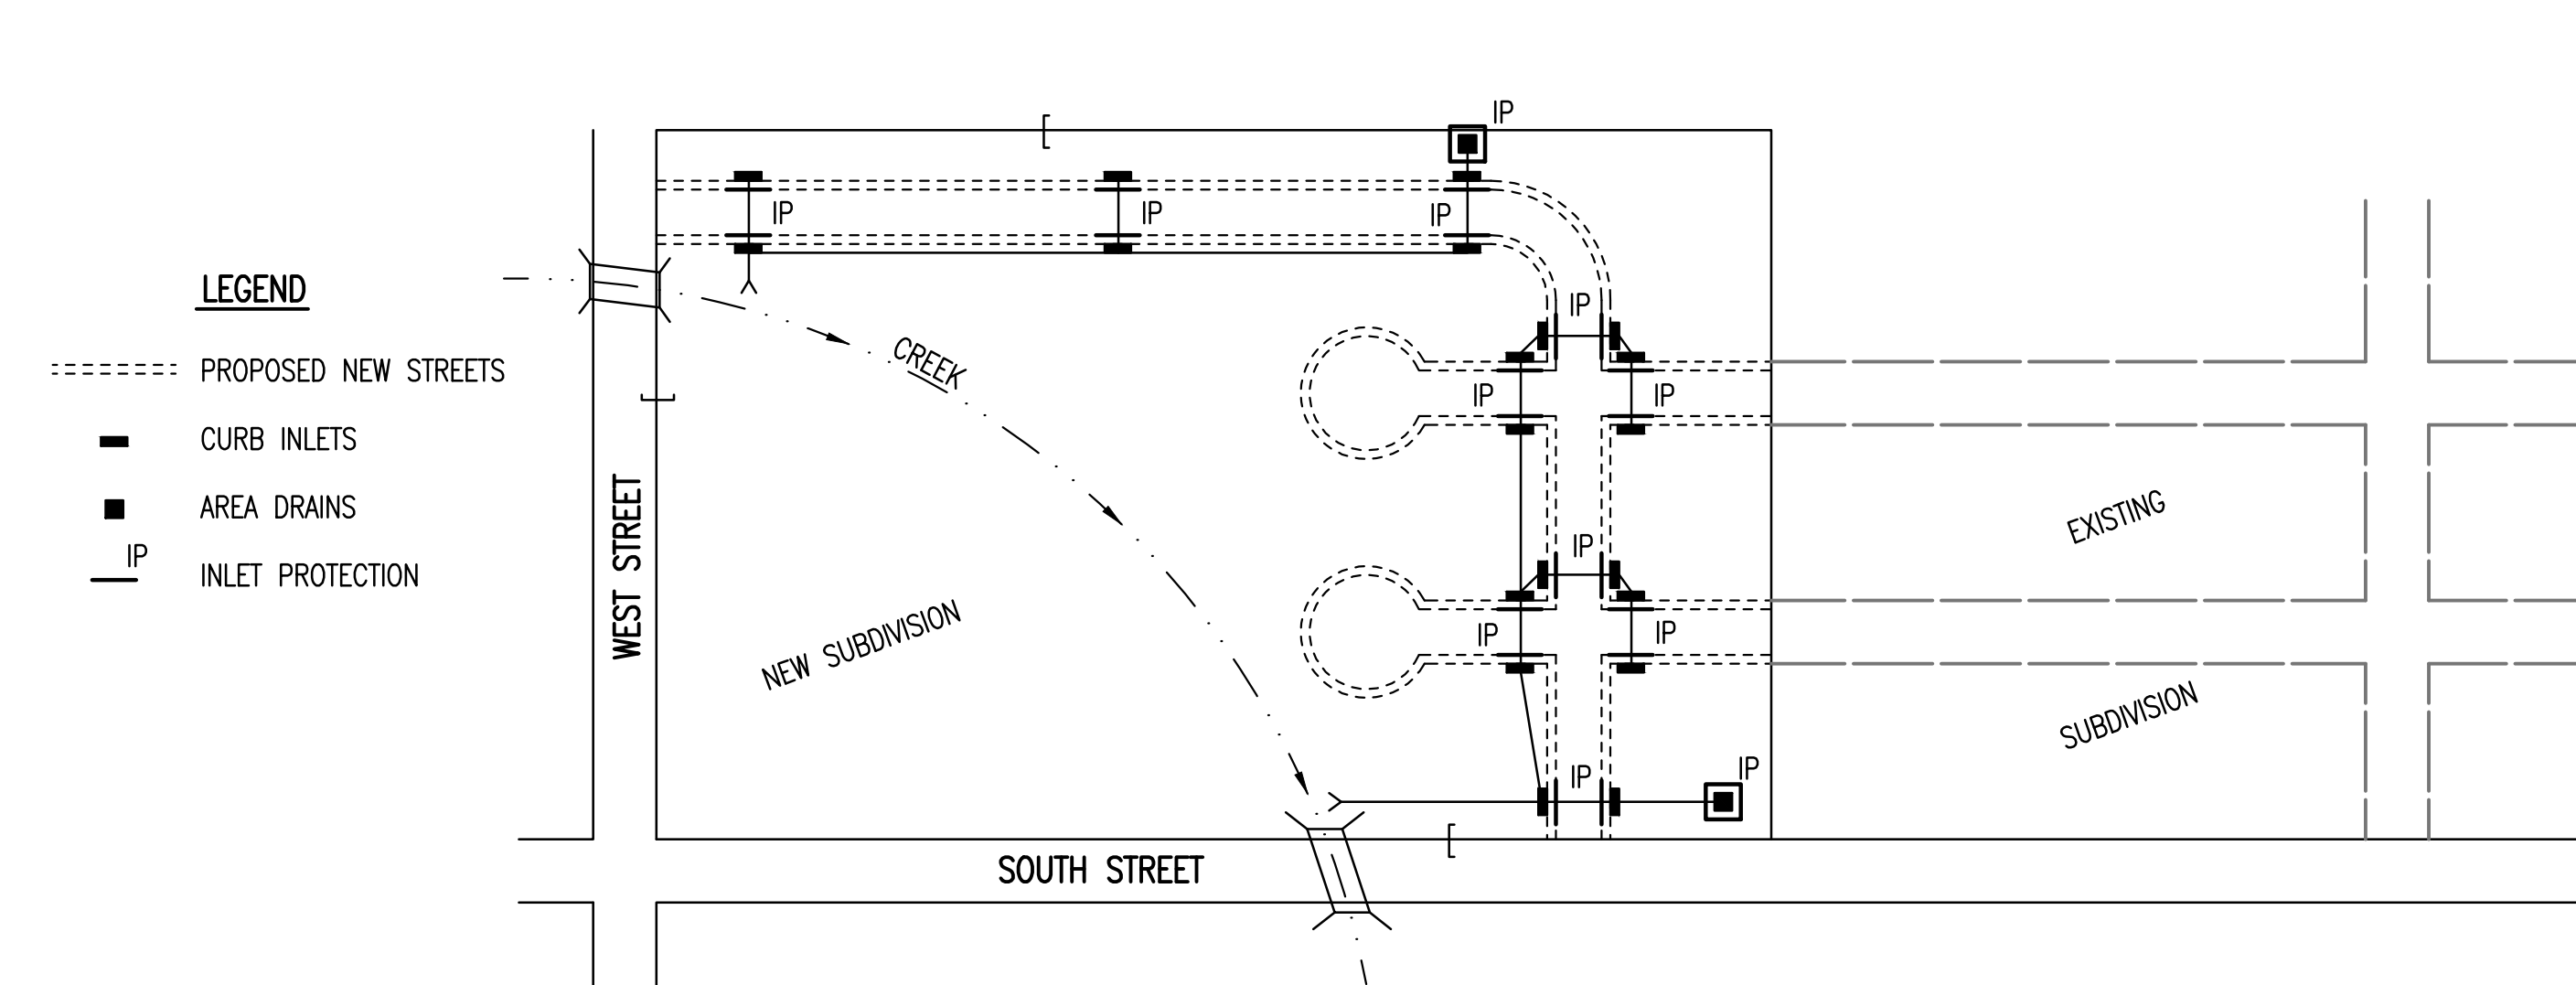 IP
IP
IP
IP
LEGEND
IP
CREEK
PROPOSED NEW STREETS
IP
IP
CURB INLETS
WEST STREET
AREA DRAINS
EXISTING
IP
IP
INLET PROTECTION
NEW SUBDIVISION
IP
IP
SUBDIVISION
IP
IP
SOUTH STREET